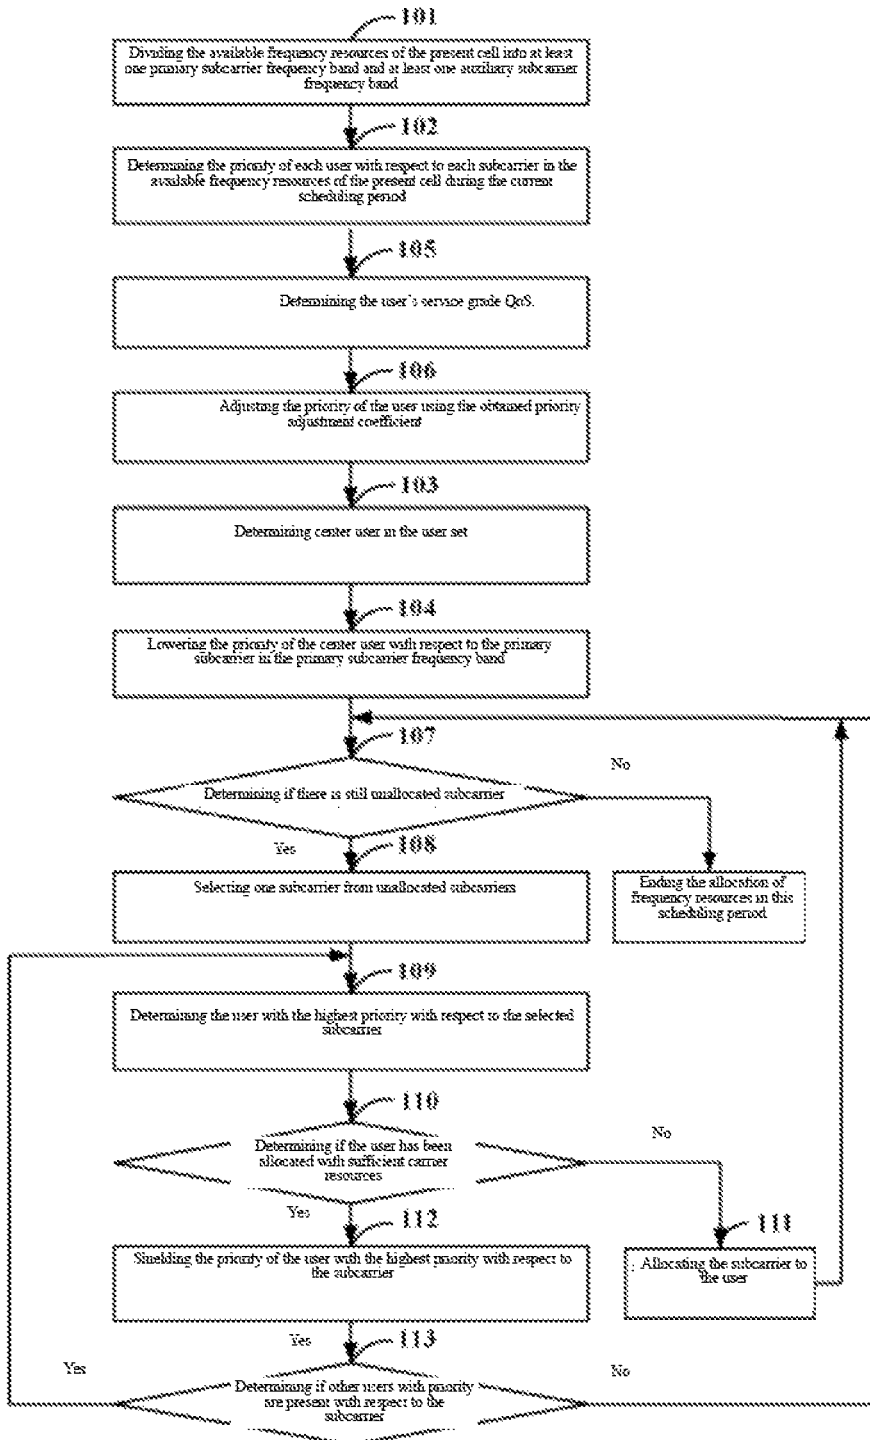 101
Dividing the available frequency resources of the present cell into at least
one primary subcarrier frequency band and at least one auxiliary subcarrier
frequency band
102
Determining the priority of each user with respect to each subcarrier in the
available frequency resources of the present cell during the current
scheduling period
105
Determining the user's service grade QoS.
106
Adjusting the priority of the user using the obtained priority
adjustment coefficient
103
Determining center user in the user set
104
Lowering the priority of the center user with respect to the primary
subcarrier in the primary subcarrier frequency band
107
No
Determining if there is still unallocated subcarrier
Yes
108
Selecting one subcarrier from unallocated subcarriers
Ending the allocation of
frequency resources in this
scheduling period
109
Determining the user with the highest priority with respect to the selected
subcarrier
110
No
Determining if the user has been
allocated with sufficient carrier
resources
Yes
112
111
Shielding the priority of the user with the highest priority with respect to
the subcarrier
: Allocating the subcarrier to
the user
Yes
113
Yes
No
Determining if other users with priority
are present with respect to the
subcarrier